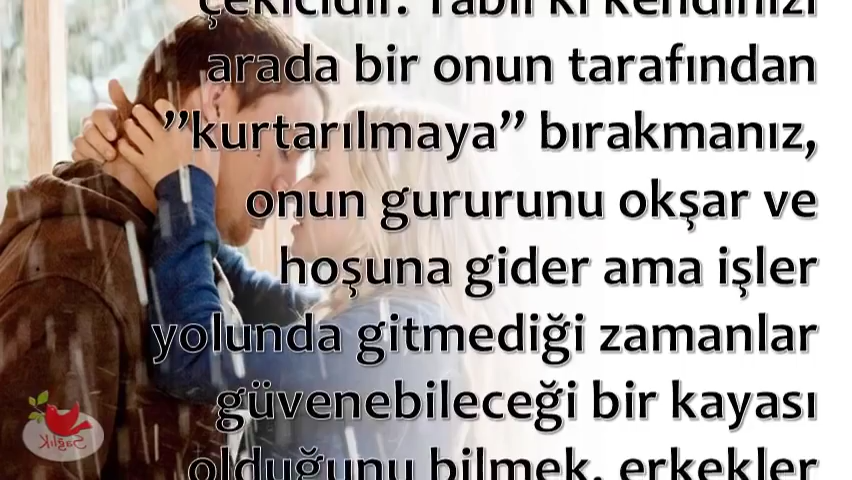 çekicidir. Tabii ki kendinizi
arada bir onun tarafından
”kurtarılmaya” bırakmanız,
onun gururunu okşar ve
hoşuna gider ama işler
yolunda gitmediği zamanlar
güvenebileceği bir kayası
olduğunu bilmek, erkekler
Sağlık